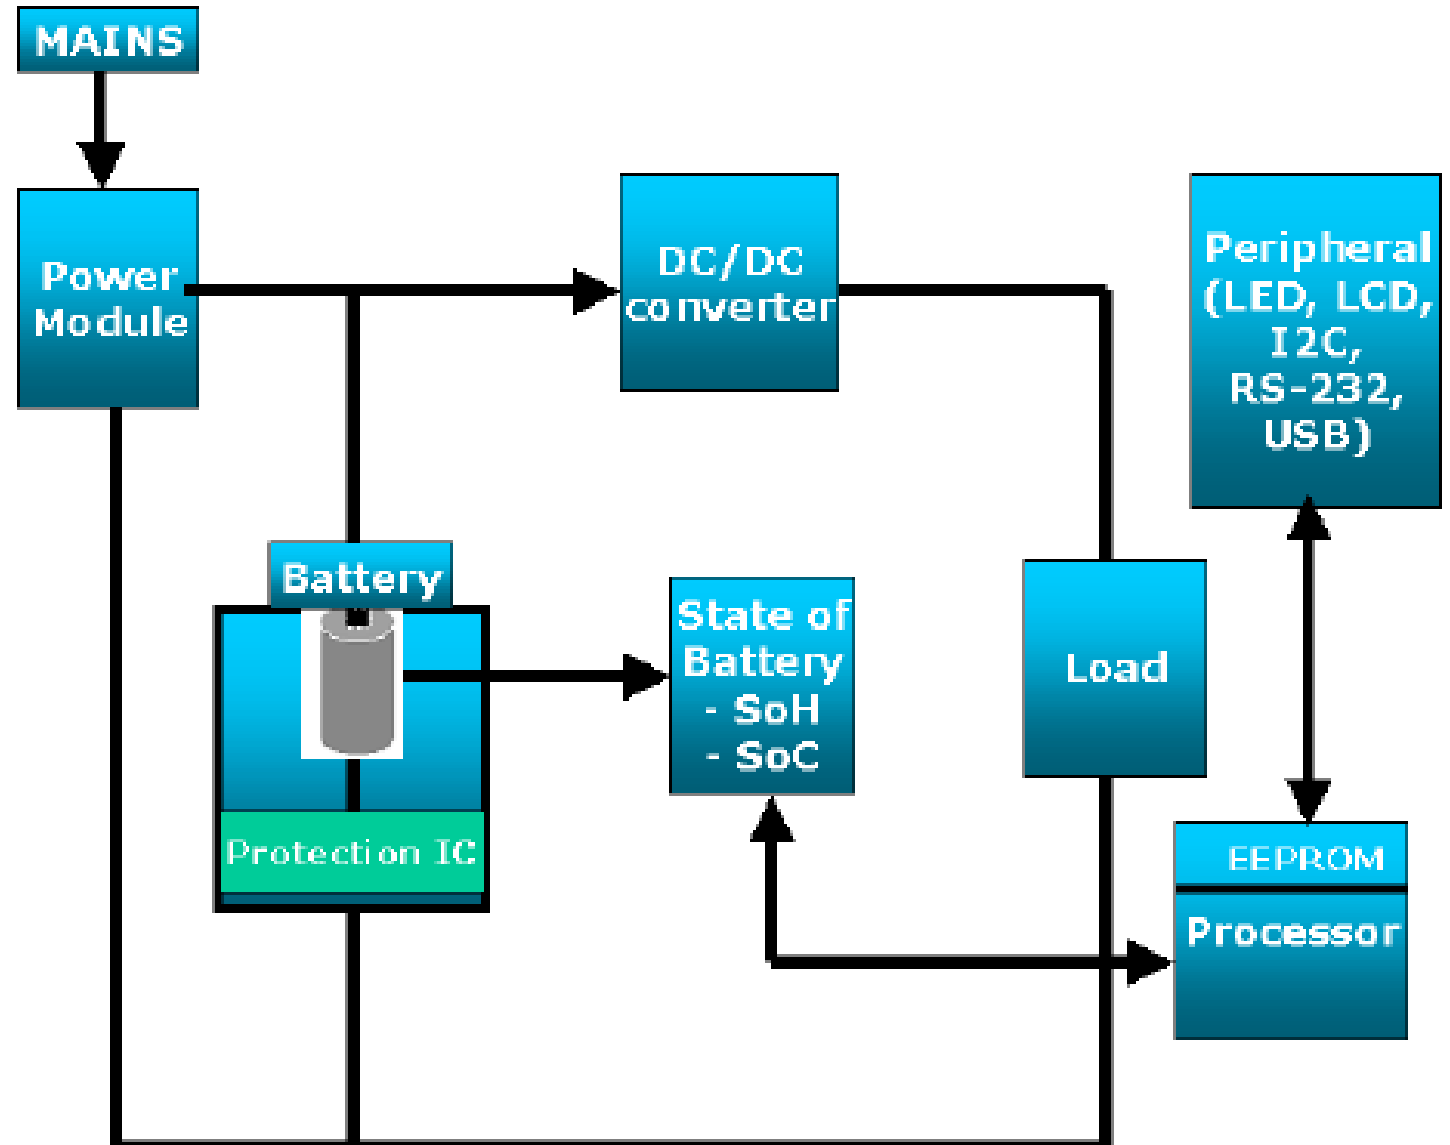 MAINS
Power
Module
DC/DC
converter
Peripheral
(LED, LCD,
I2C,
RS-232,
USB)
Battery
State of
Battery
- SoH
- SoC
Load
Protection IC
EEPROM
Processor